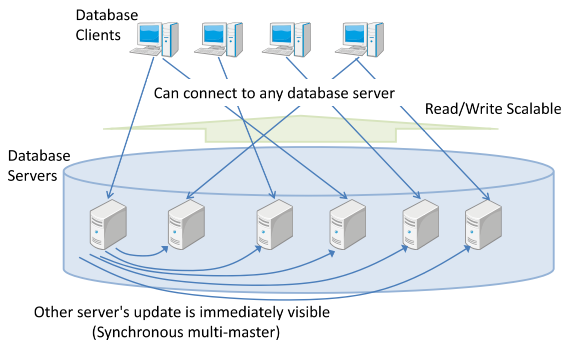 Database
Clients
Can connect to any database server
Read/Write Scalable
Database
Servers
Other server's update is immediately visible
(Synchronous multi-master)